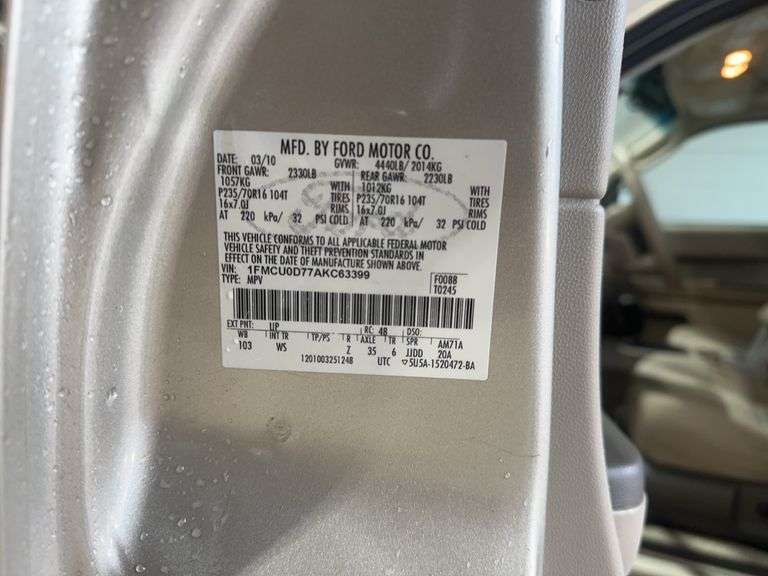 MFD. BY FORD MOTOR CO.
DATE: 03/10 GVWR: 4440LB/ 2014KG
FRONT GAWR: 2330LB REAR GAWR: 2230LB
1057KG WITH 1012KG WITH
P235/70R16 104T TIRES P235/70R16 104T TIRES
16x7.0J RIMS 16x7.0J RIMS
AT 220 kPa/ 32 PSI COLD AT 220 kPa/ 32 PSI COLD
THIS VEHICLE CONFORMS TO ALL APPLICABLE FEDERAL MOTOR
VEHICLE SAFETY AND THEFT PREVENTION STANDARDS IN
EFFECT ON THE DATE OF MANUFACTURE SHOWN ABOVE.
VIN: 1FMCU0D77AKC63399 F0088
TYPE: MPV T0245
EXT PNT: UP RC: 48 DSO:
WB INT TR TP/PS R AXLE TR SPR AM71A
103 WS Z 35 6 JJDD 20A
1201003251248 UTC ▽5U5A-1520472-BA